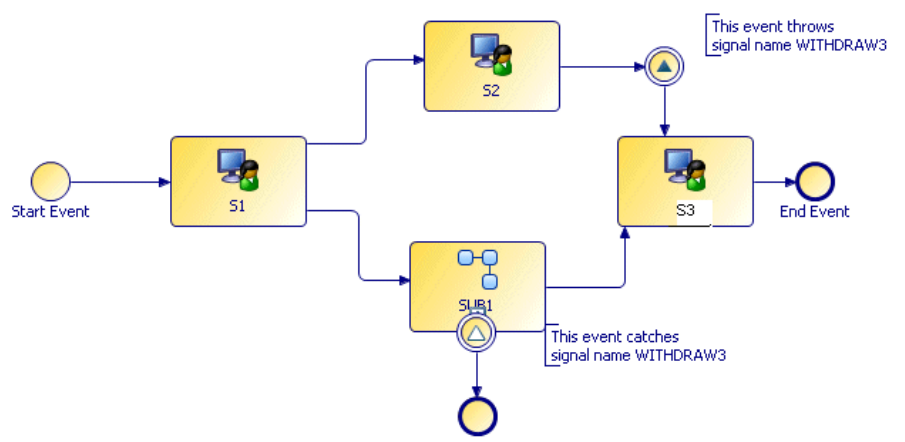 This event throws
signal name WITHDRAW3
S2
S1
Start Event
S3
End Event
SUB1
This event catches
signal name WITHDRAW3